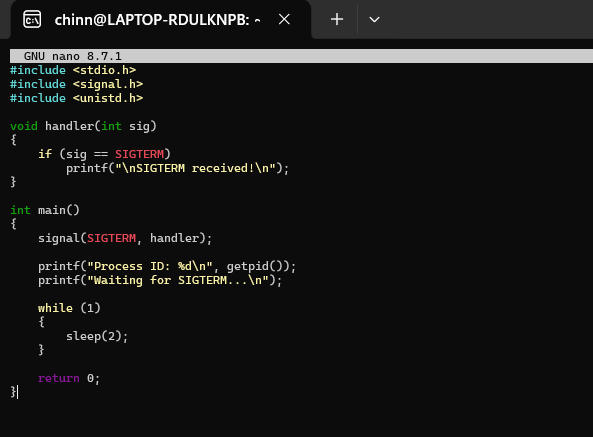 chinn@LAPTOP-RDULKNPB: ~
GNU nano 8.7.1
#include <stdio.h>
#include <signal.h>
#include <unistd.h>

void handler(int sig)
{
    if (sig == SIGTERM)
        printf("\nSIGTERM received!\n");
}

int main()
{
    signal(SIGTERM, handler);

    printf("Process ID: %d\n", getpid());
    printf("Waiting for SIGTERM...\n");

    while (1)
    {
        sleep(2);
    }

    return 0;
}